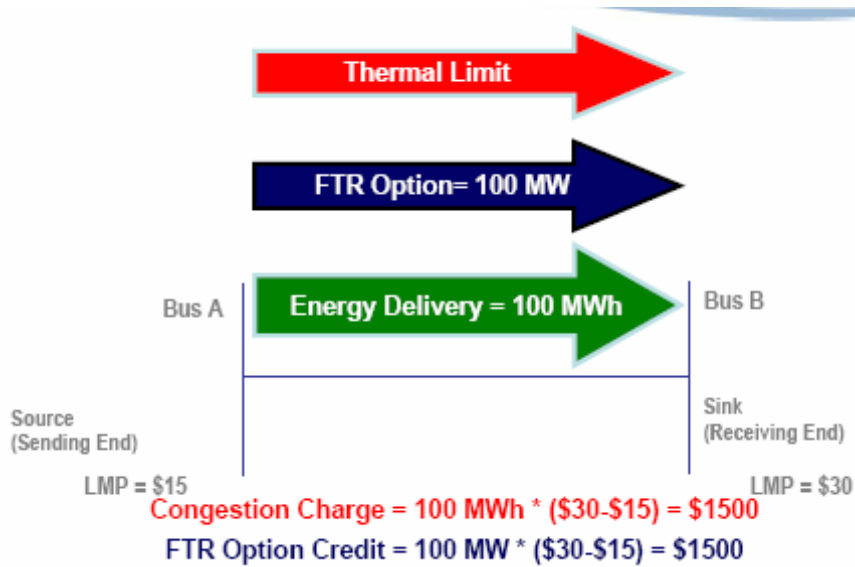 Thermal Limit
FTR Option= 100 MW
Bus A
Energy Delivery = 100 MWh
Bus B
Source
(Sending End)
Sink
(Receiving End)
LMP = $15
LMP = $30
Congestion Charge = 100 MWh * ($30-$15) = $1500
FTR Option Credit = 100 MW * ($30-$15) = $1500